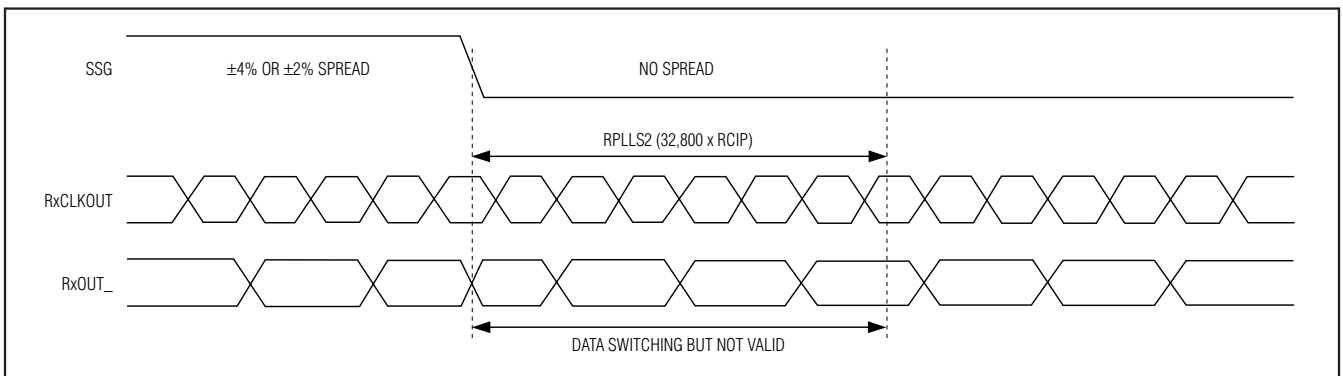 SSG
±4% OR ±2% SPREAD
NO SPREAD
RPLLS2 (32,800 x RCIP)
RxCLKOUT
RxOUT_
DATA SWITCHING BUT NOT VALID